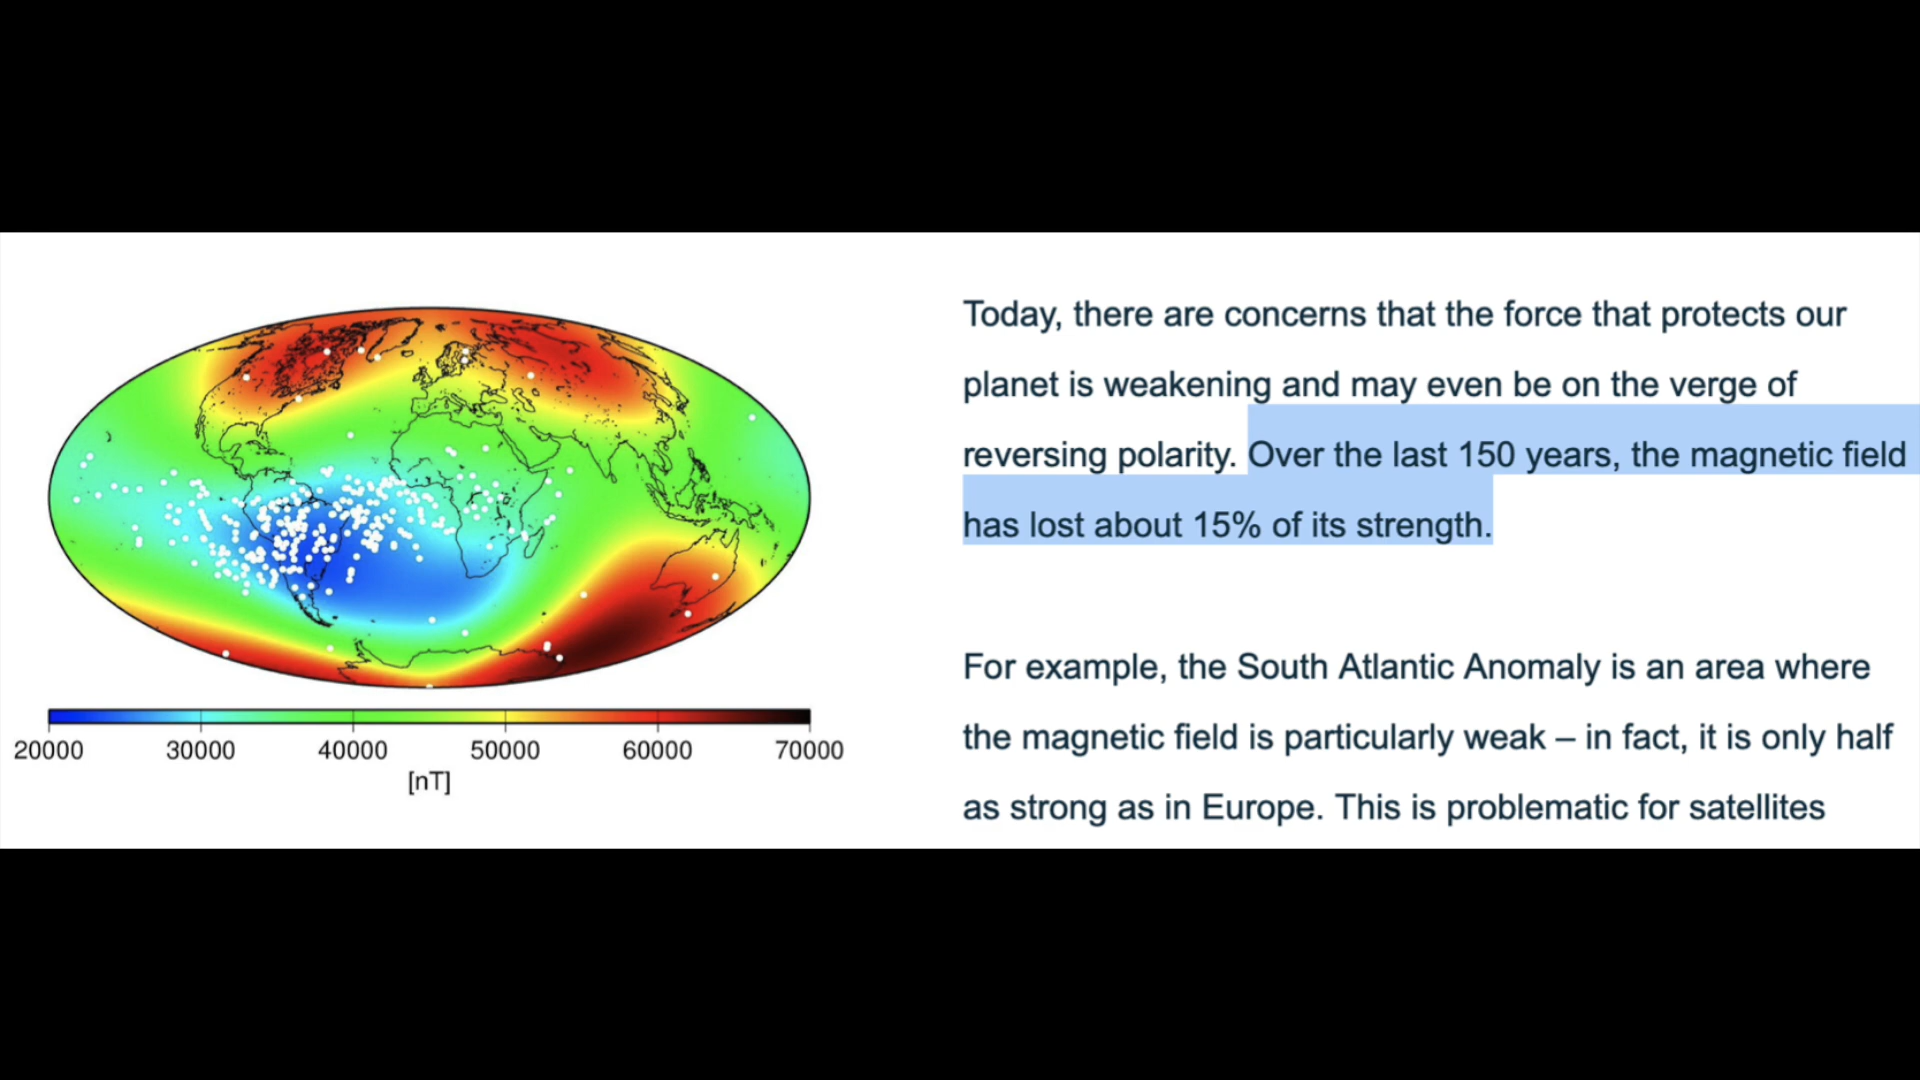 Today, there are concerns that the force that protects our
planet is weakening and may even be on the verge of
reversing polarity. Over the last 150 years, the magnetic field
has lost about 15% of its strength.
For example, the South Atlantic Anomaly is an area where
the magnetic field is particularly weak – in fact, it is only half
as strong as in Europe. This is problematic for satellites
20000 30000 40000 50000 60000 70000
[nT]